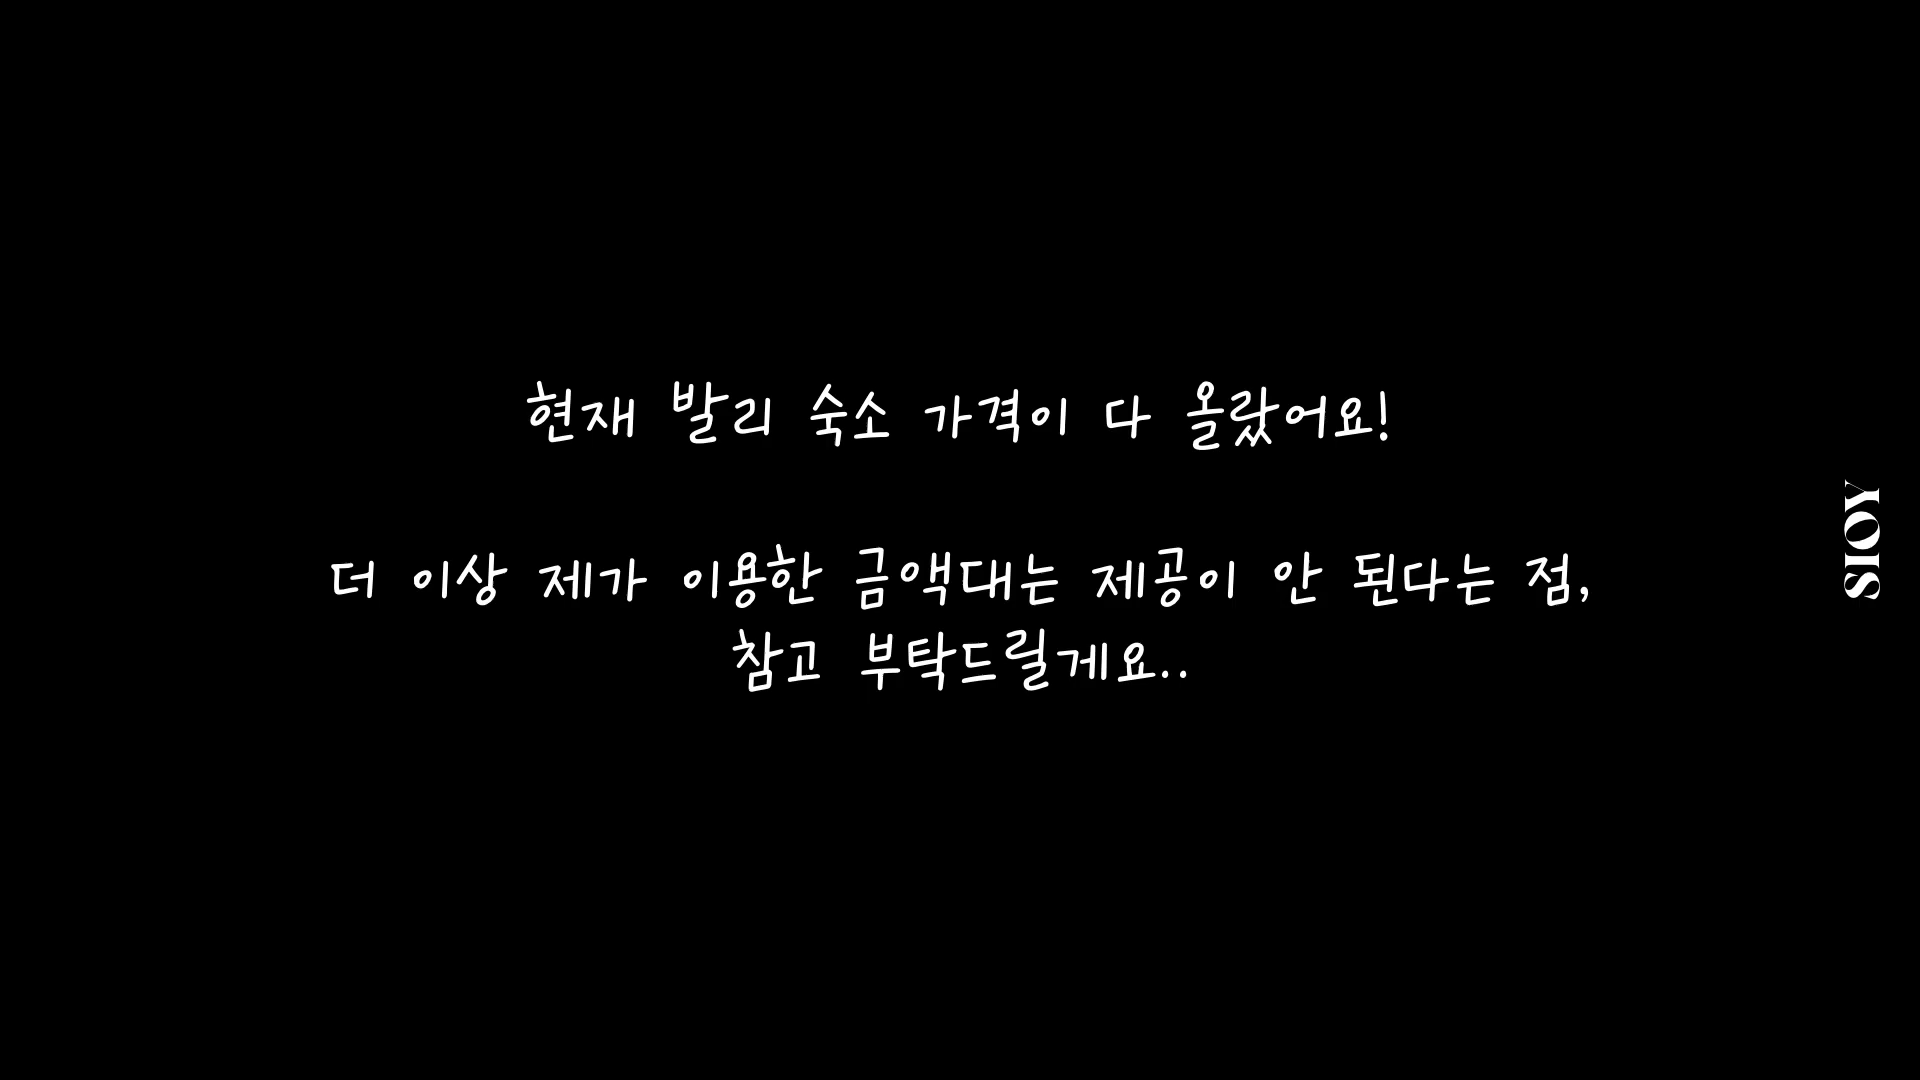 현재 발리 숙소 가격이 다 올랐어요!
더 이상 제가 이용한 금액대는 제공이 안 된다는 점,
참고 부탁드릴게요..
SIOY